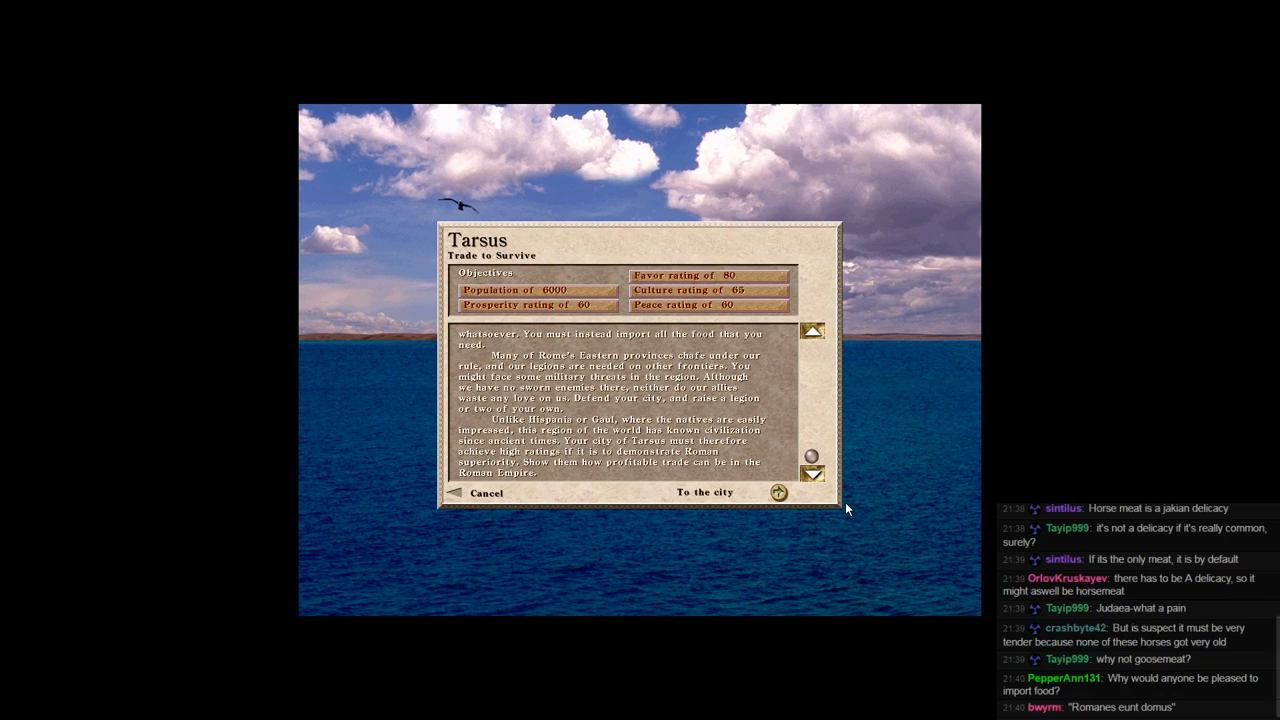 Tarsus
Trade to Survive
Objectives
Favor rating of 80
Population of 6000
Culture rating of 65
Prosperity rating of 60
Peace rating of 60
whatsoever. You must instead import all the food that you
need.
Many of Rome's Eastern provinces chafe under our
rule, and our legions are needed on other frontiers. You
might face some military threats in the region. Although
we have no sworn enemies there, neither do our allies
waste any love on us. Defend your city, and raise a legion
or two of your own.
Unlike Hispania or Gaul, where the natives are easily
impressed, this region of the world has known civilization
since ancient times. Your city of Tarsus must therefore
achieve high ratings if it is to demonstrate Roman
superiority. Show them how profitable trade can be in the
Roman Empire.
Cancel
To the city
21:38 sintilus: Horse meat is a jakian delicacy
21:38 Tayip999: it's not a delicacy if it's really common,
surely?
21:39 sintilus: If its the only meat, it is by default
21:39 OrlovKruskayev: there has to be A delicacy, so it
might aswell be horsemeat
21:39 Tayip999: Judaea-what a pain
21:39 crashbyte42: But is suspect it must be very
tender because none of these horses got very old
21:39 Tayip999: why not goosemeat?
21:40 PepperAnn131: Why would anyone be pleased to
import food?
21:40 bwyrm: "Romanes eunt domus"